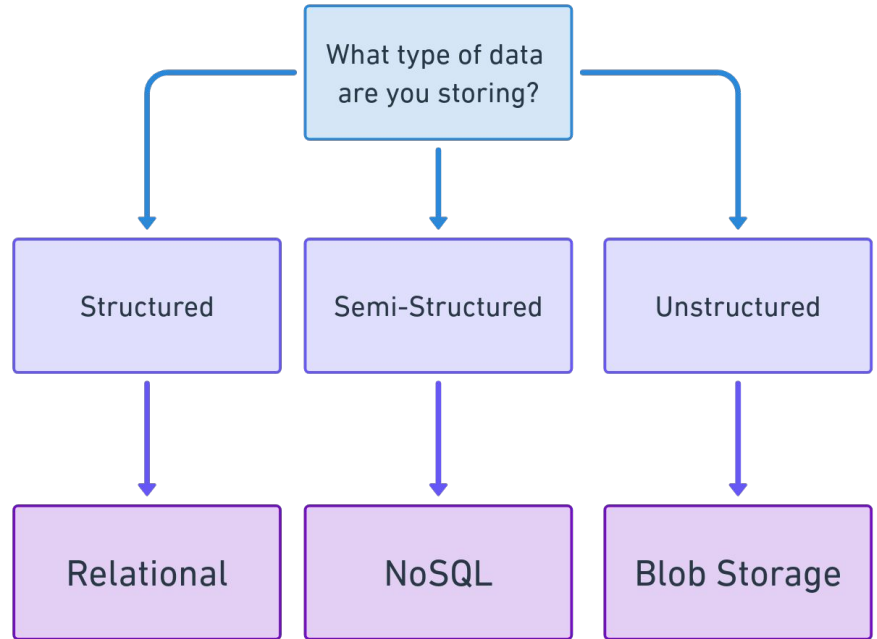 What type of data
are you storing?
Structured
Semi-Structured
Unstructured
Relational
NoSQL
Blob Storage